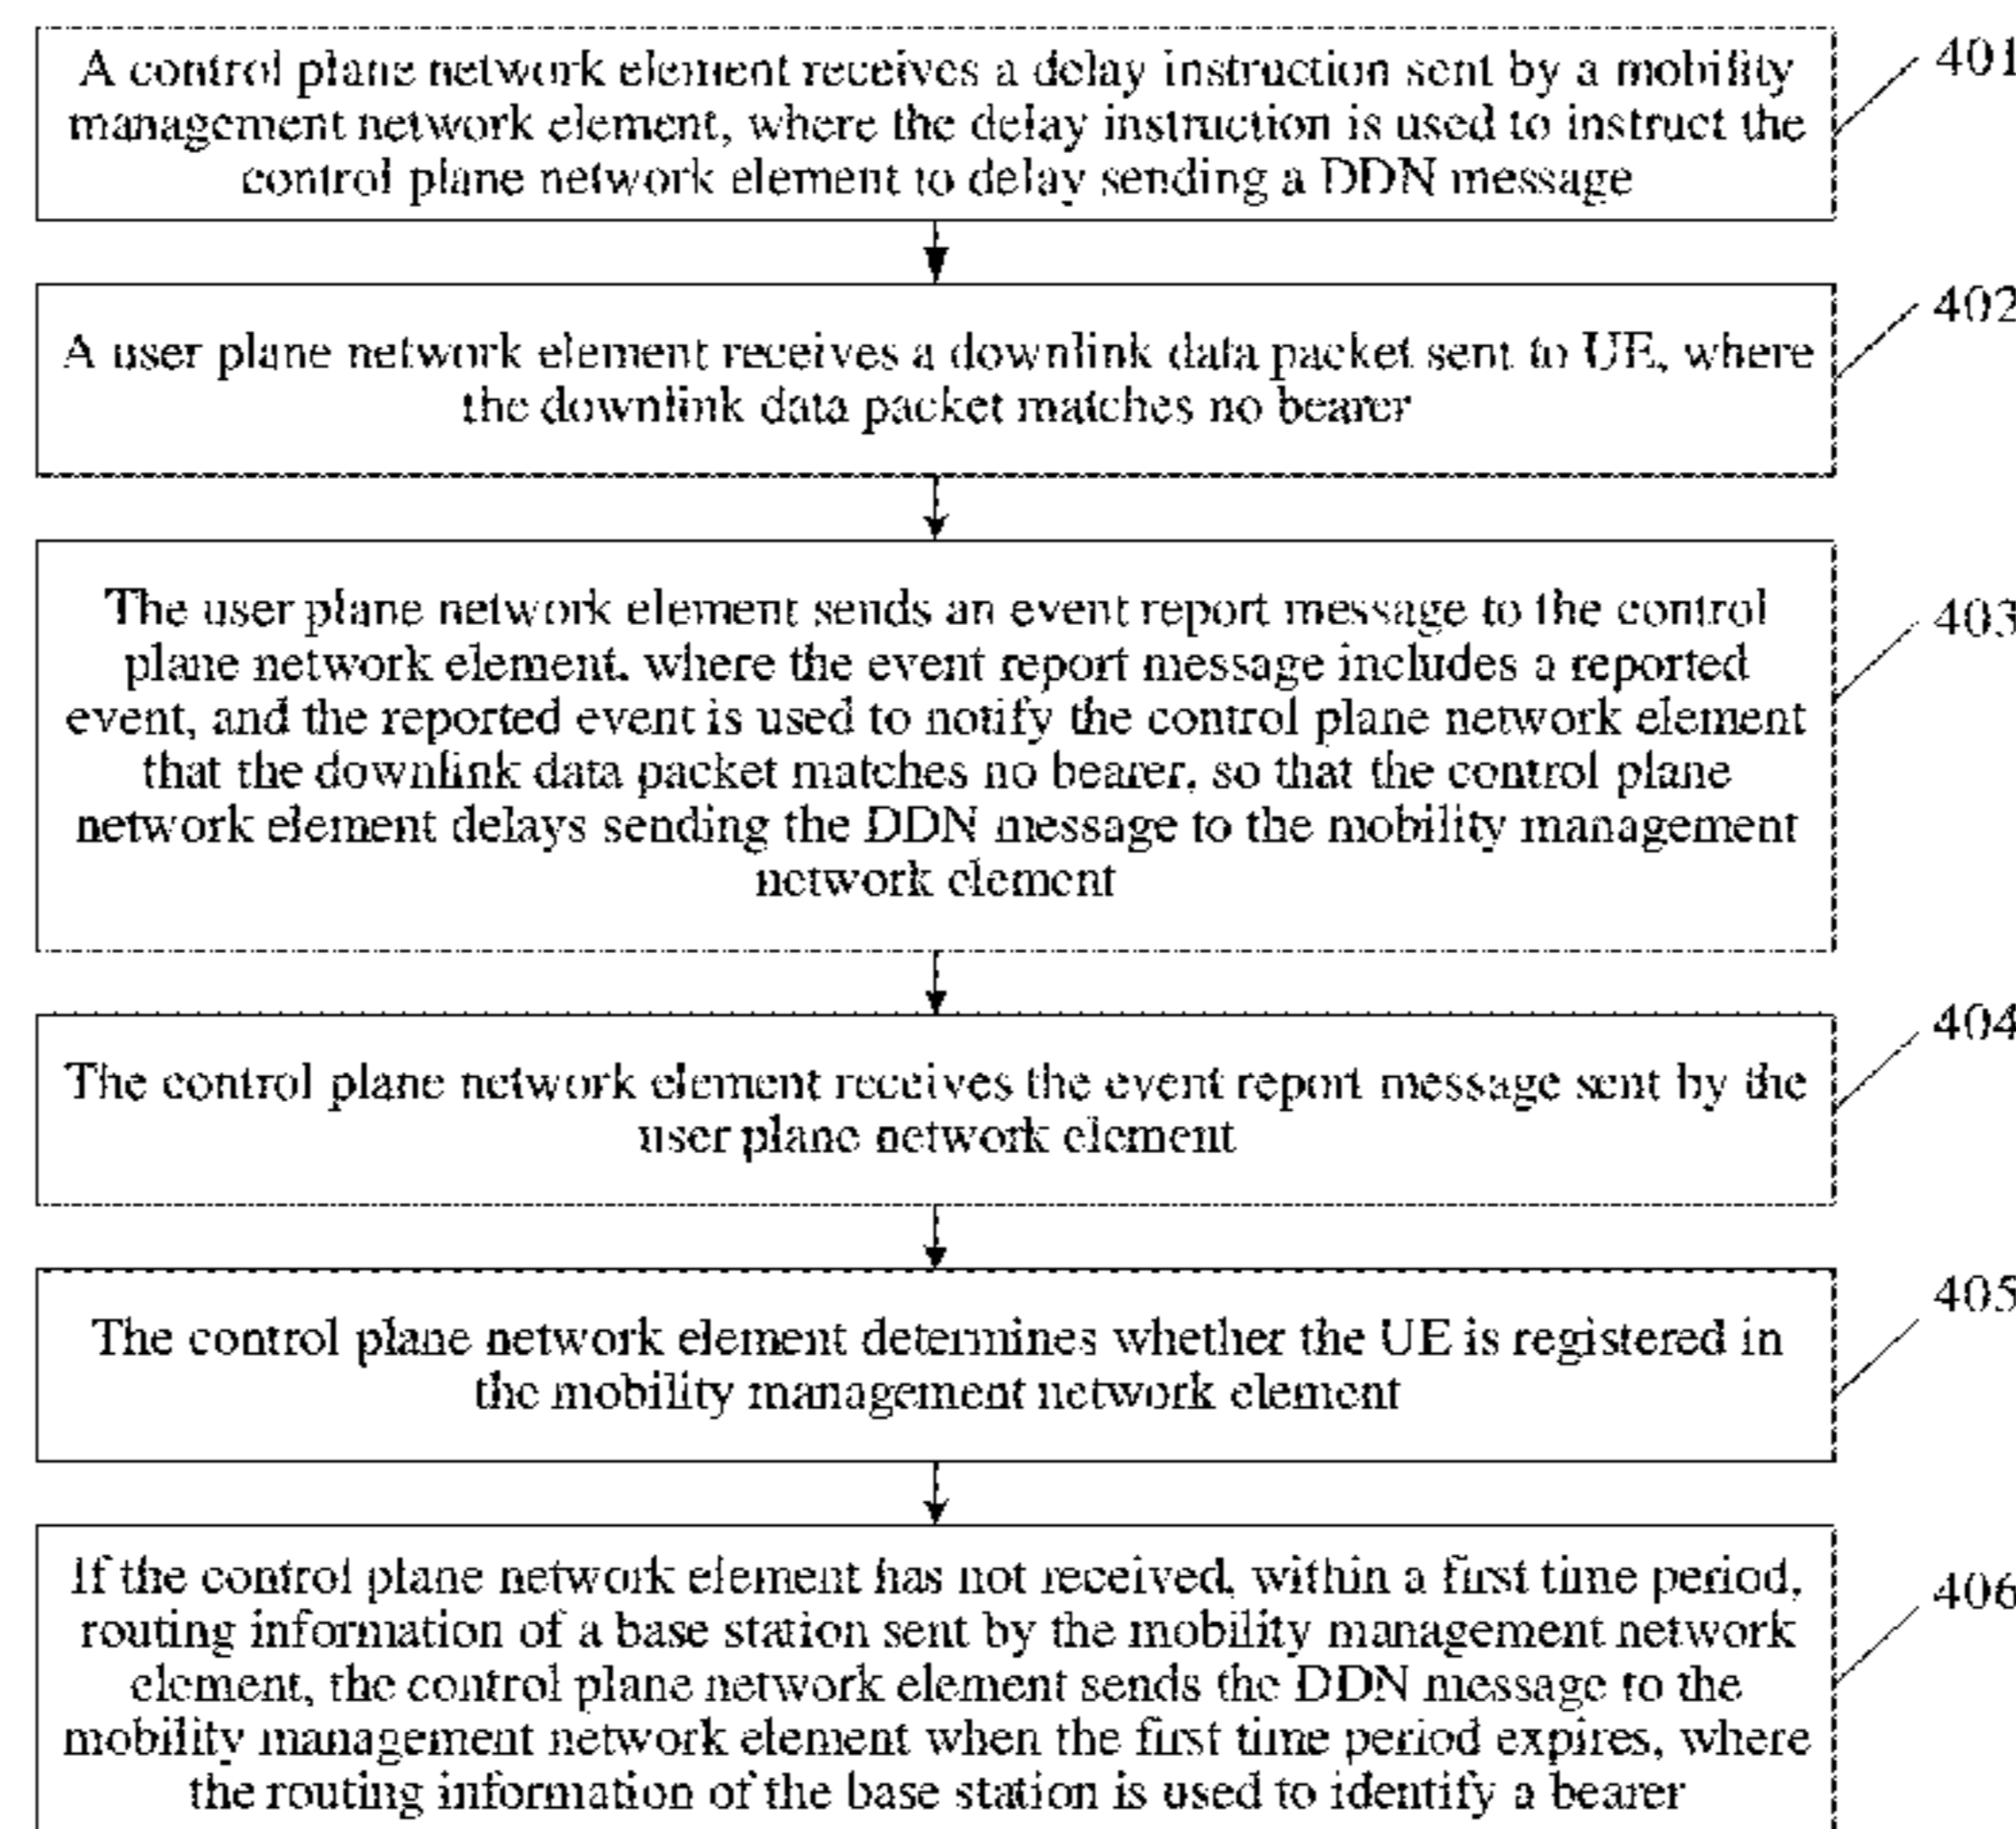 A control plane network element receives a delay instruction sent by a mobility
management network element, where the delay instruction is used to instruct the
control plane network element to delay sending a DDN message
401
A user plane network element receives a downlink data packet sent to UE, where
the downlink data packet matches no bearer
402
The user plane network element sends an event report message to the control
plane network element, where the event report message includes a reported
event, and the reported event is used to notify the control plane network element
that the downlink data packet matches no bearer, so that the control plane
network element delays sending the DDN message to the mobility management
network element
403
The control plane network element receives the event report message sent by the
user plane network element
404
The control plane network element determines whether the UE is registered in
the mobility management network element
405
If the control plane network element has not received, within a first time period,
routing information of a base station sent by the mobility management network
element, the control plane network element sends the DDN message to the
mobility management network element when the first time period expires, where
the routing information of the base station is used to identify a bearer
406